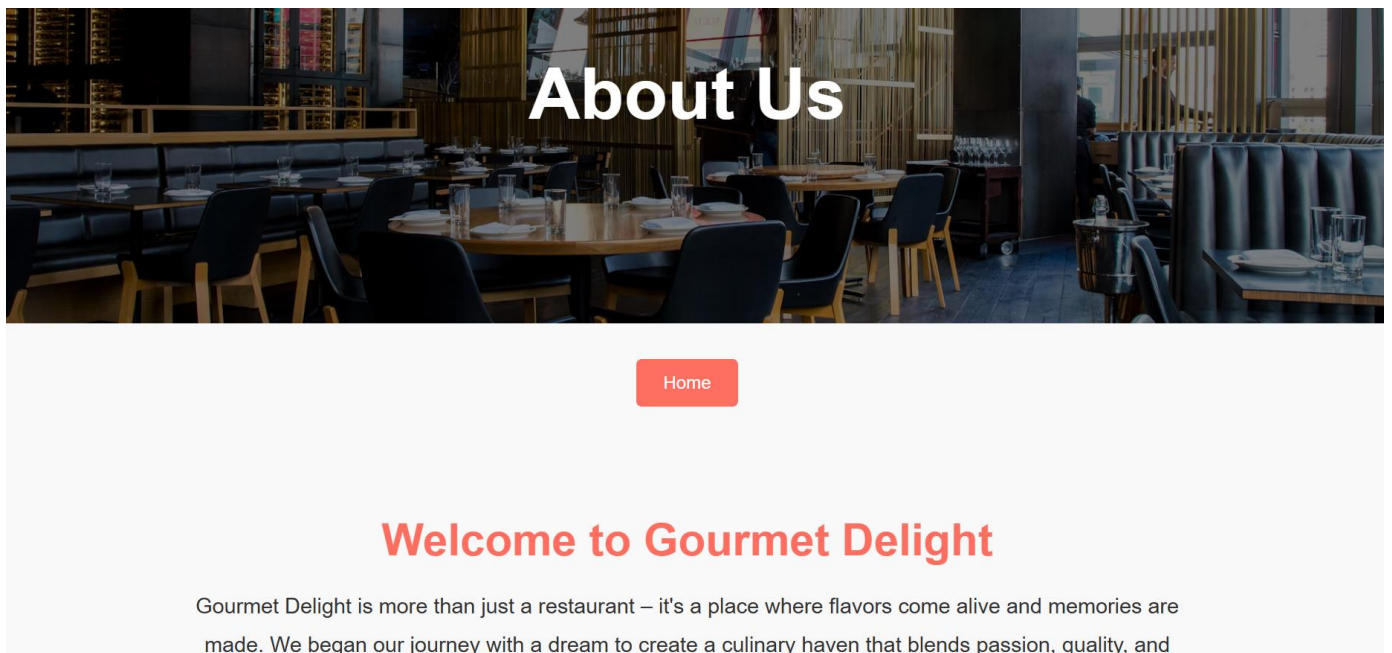 About Us
Home
Welcome to Gourmet Delight
Gourmet Delight is more than just a restaurant – it's a place where flavors come alive and memories are
made. We began our journey with a dream to create a culinary haven that blends passion, quality, and